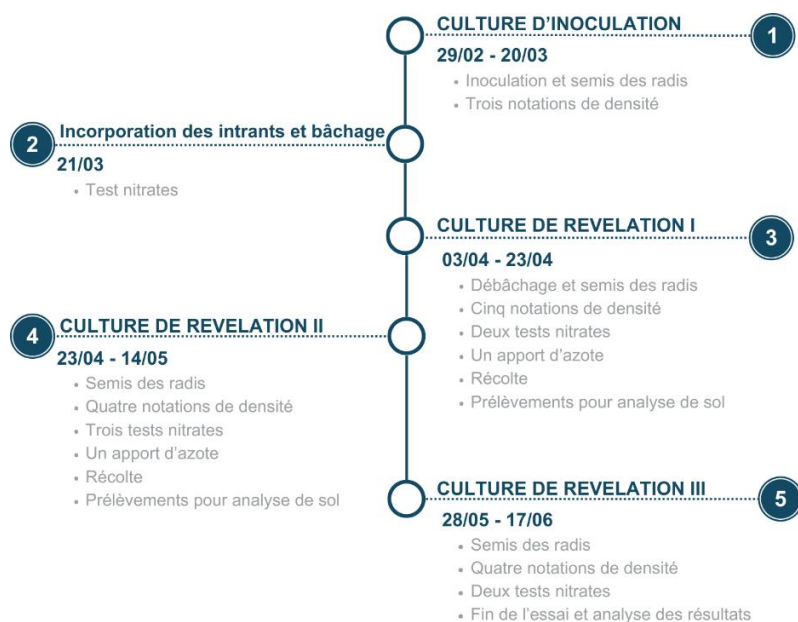 CULTURE D'INOCULATION
1
29/02 - 20/03
• Inoculation et semis des radis
• Trois notations de densité
2
Incorporation des intrants et bâchage
21/03
• Test nitrates
CULTURE DE REVELATION I
3
03/04 - 23/04
• Débâchage et semis des radis
• Cinq notations de densité
• Deux tests nitrates
• Un apport d'azote
• Récolte
• Prélèvements pour analyse de sol
4
CULTURE DE REVELATION II
23/04 - 14/05
• Semis des radis
• Quatre notations de densité
• Trois tests nitrates
• Un apport d'azote
• Récolte
• Prélèvements pour analyse de sol
CULTURE DE REVELATION III
5
28/05 - 17/06
• Semis des radis
• Quatre notations de densité
• Deux tests nitrates
• Fin de l'essai et analyse des résultats